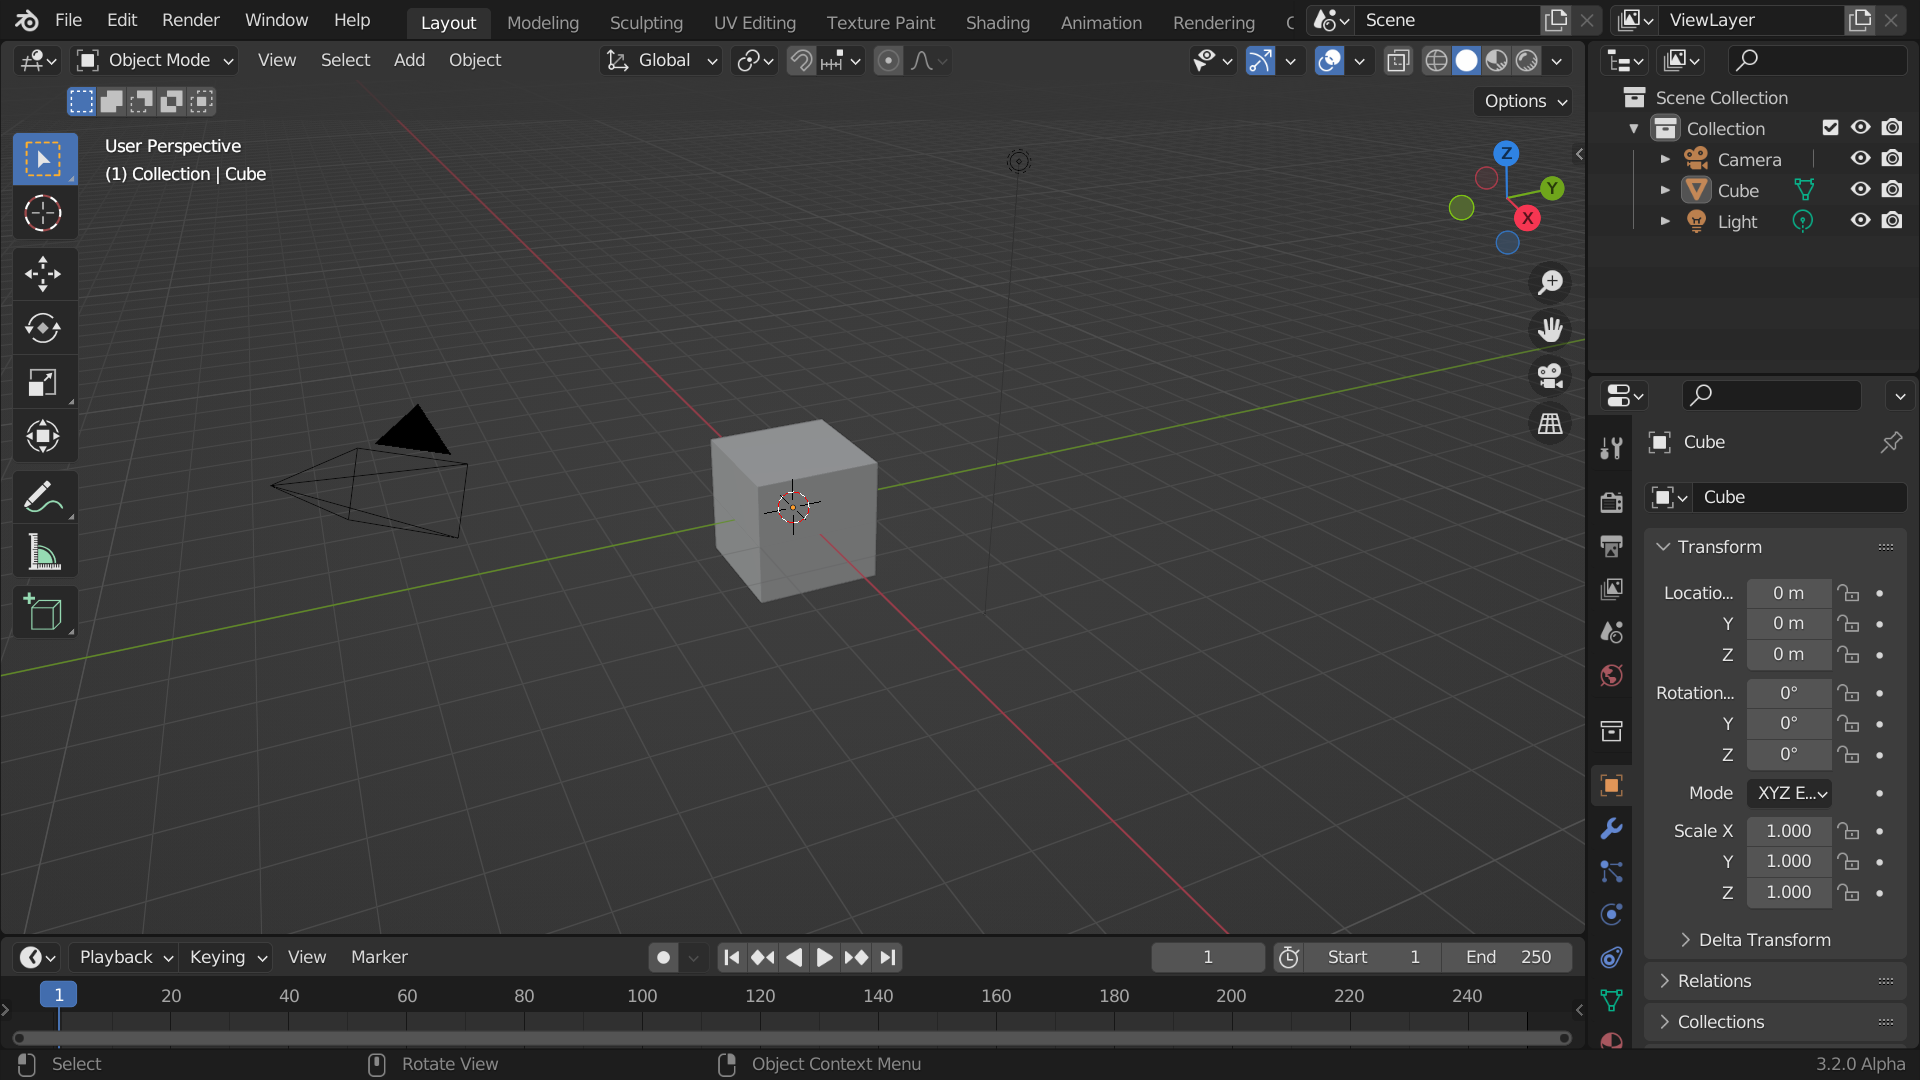 File Edit Render Window Help Layout Modeling Sculpting UV Editing Texture Paint Shading Animation Rendering Scene ViewLayer
Object Mode View Select Add Object Global
Options
User Perspective
(1) Collection | Cube
Z
Y
X
Scene Collection
Collection
Camera
Cube
Light
Cube
Cube
Transform
Locatio... 0 m
Y 0 m
Z 0 m
Rotation... 0°
Y 0°
Z 0°
Mode XYZ E...
Scale X 1.000
Y 1.000
Z 1.000
Delta Transform
Relations
Collections
Playback Keying View Marker 1 Start 1 End 250
1 20 40 60 80 100 120 140 160 180 200 220 240
Select Rotate View Object Context Menu 3.2.0 Alpha